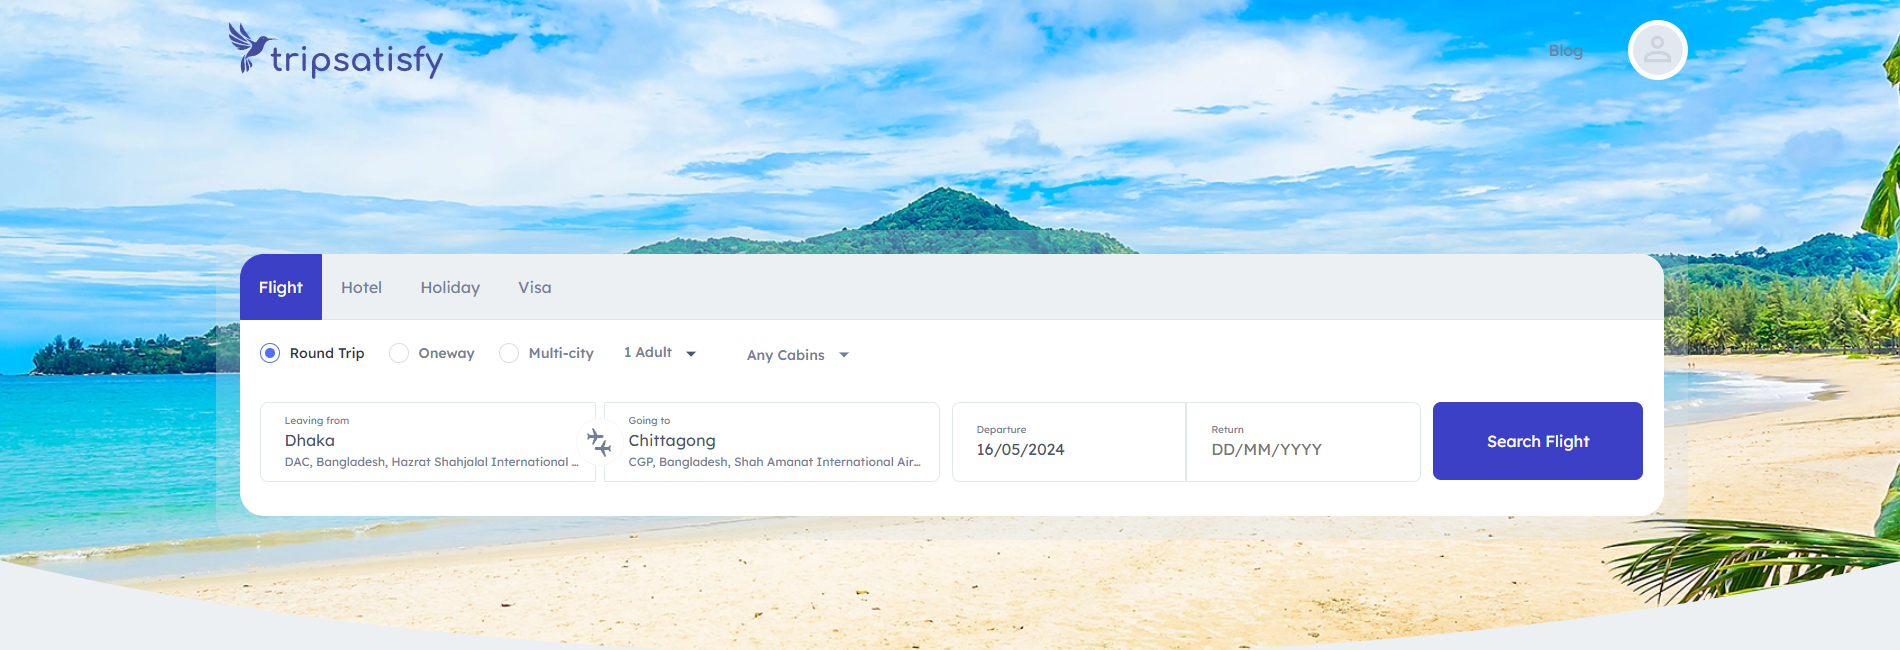 tripsatisfy
Blog
Flight Hotel Holiday Visa
Round Trip Oneway Multi-city 1 Adult Any Cabins
Leaving from
Dhaka
DAC, Bangladesh, Hazrat Shahjalal International ...
Going to
Chittagong
CGP, Bangladesh, Shah Amanat International Air...
Departure
16/05/2024
Return
DD/MM/YYYY
Search Flight